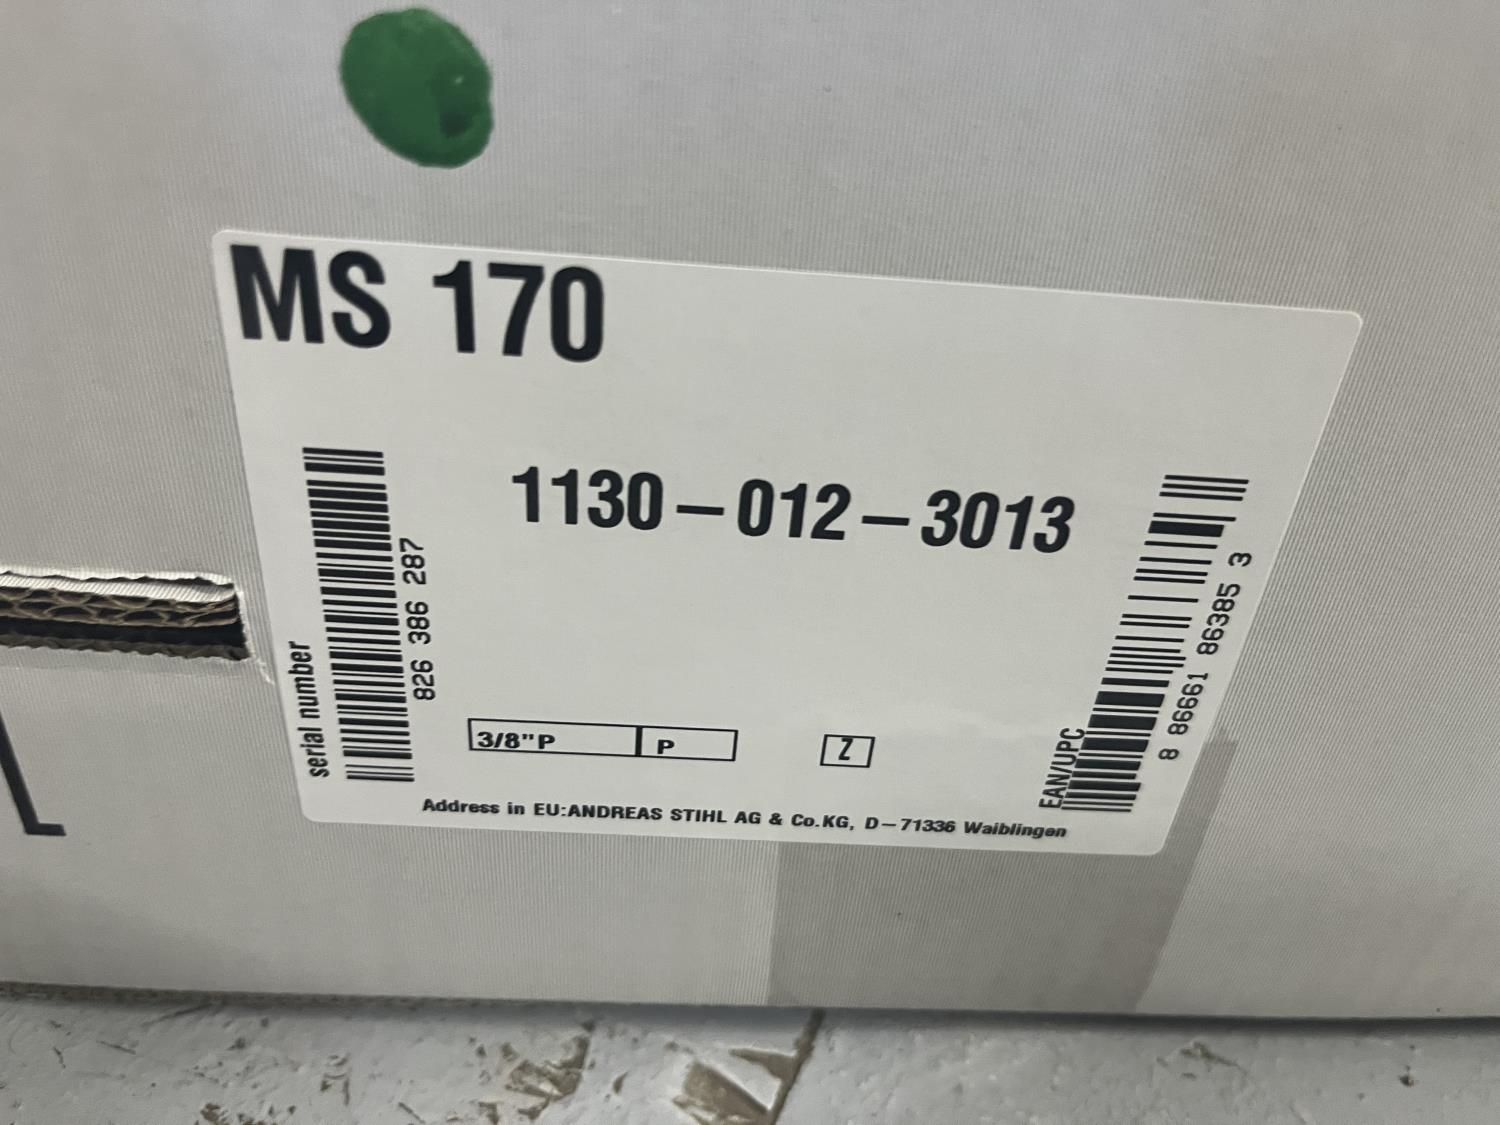 MS 170
1130-012-3013
serial number
826 386 287
EAN/UPC
8 86661 86385 3
3/8"P P
Z
Address in EU:ANDREAS STIHL AG & Co.KG, D-71336 Waiblingen